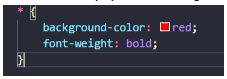 * {
background-color: red;
font-weight: bold;
}